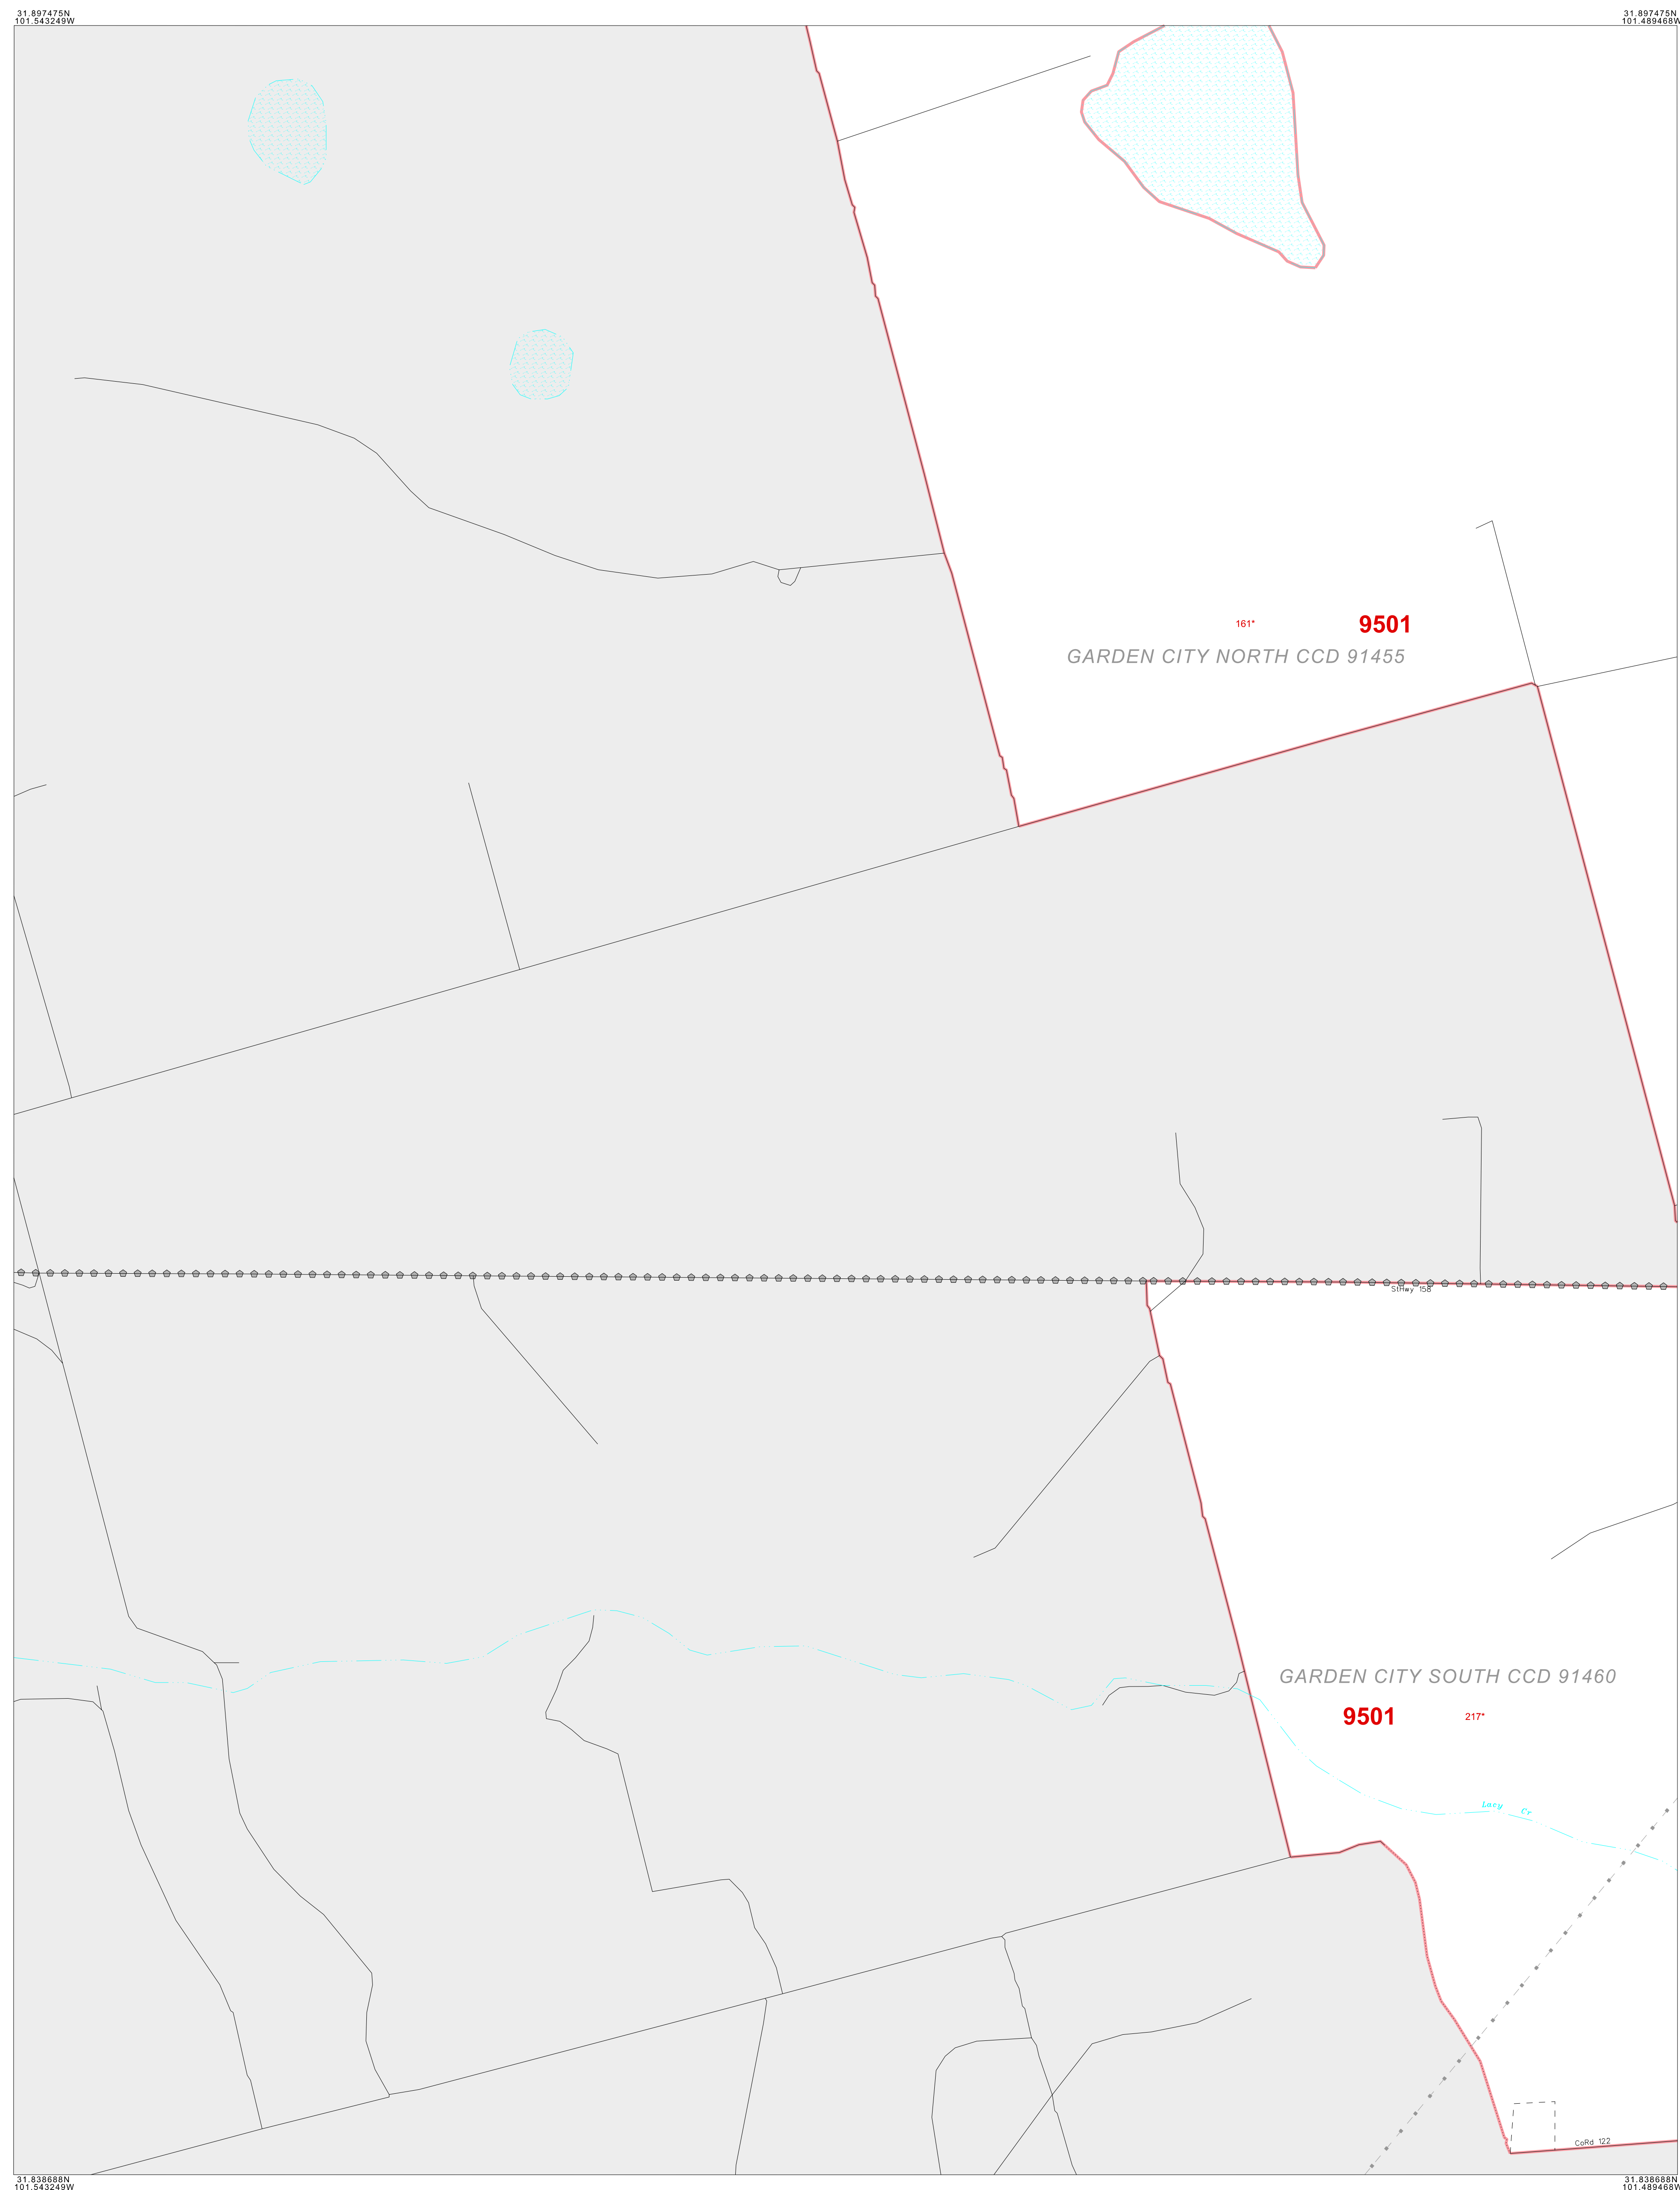 31.897475N
101.543249W
31.897475N
101.489468W
161*
9501
GARDEN CITY NORTH CCD 91455
StHwy 158
GARDEN CITY SOUTH CCD 91460
9501
217*
Lacy Cr
CoRd 122
31.838688N
101.543249W
31.838688N
101.489468W